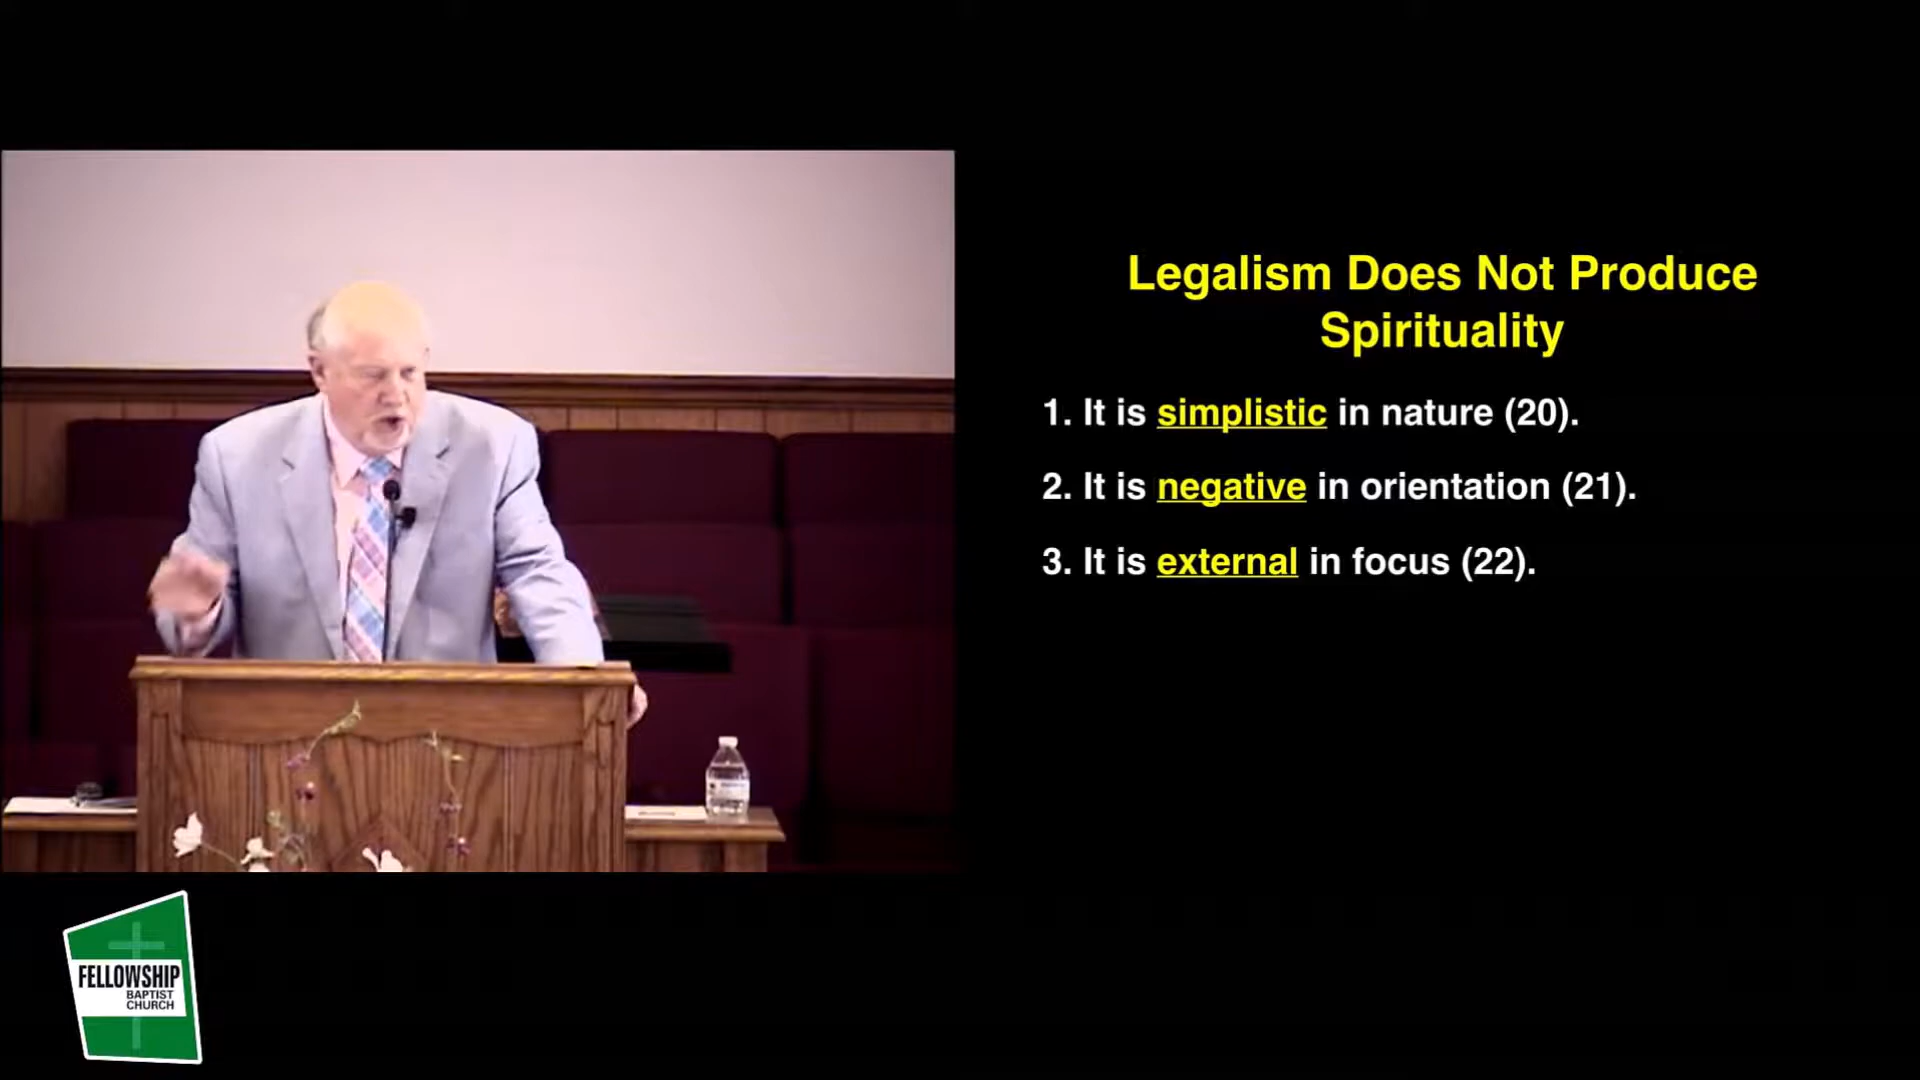 Legalism Does Not Produce
Spirituality
1. It is simplistic in nature (20).
2. It is negative in orientation (21).
3. It is external in focus (22).
FELLOWSHIP
BAPTIST
CHURCH